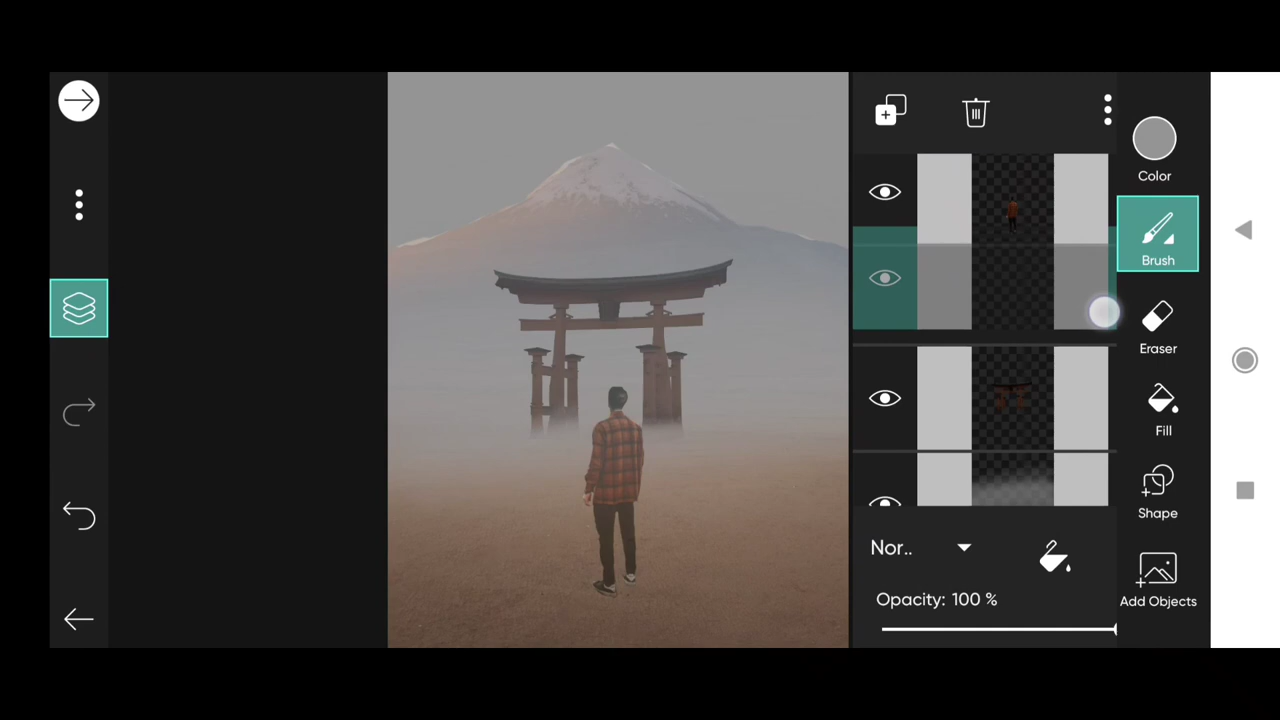 Color
Brush
Eraser
Fill
Shape
Add Objects
Nor..
Opacity: 100 %